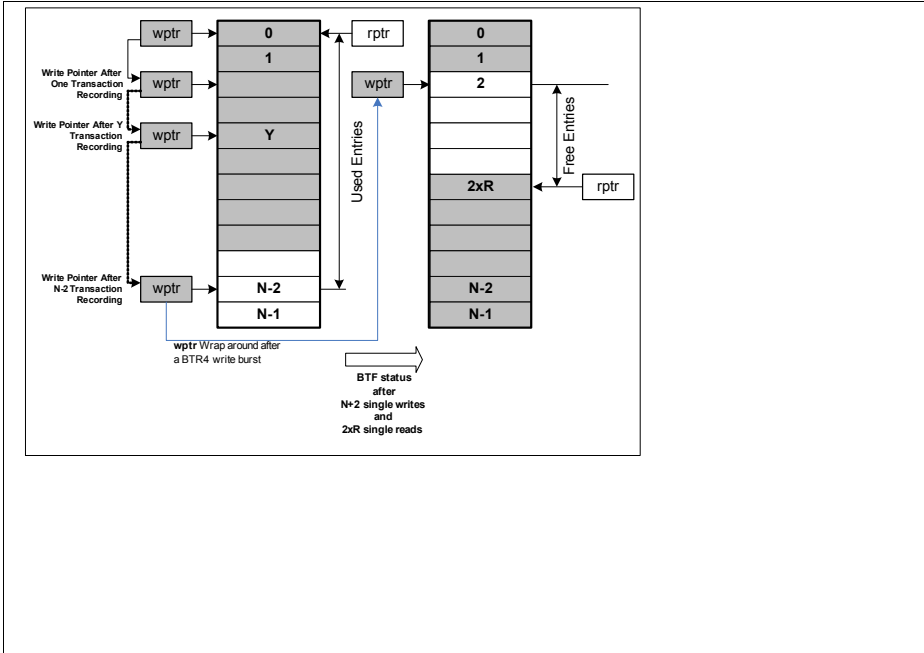 wptr
0
rptr
0
1
1
Write Pointer After
One Transaction
Recording
wptr
wptr
2
Write Pointer After Y
Transaction
Recording
wptr
Y
Used Entries
Free Entries
2xR
rptr
Write Pointer After
N-2 Transaction
Recording
wptr
N-2
N-2
N-1
N-1
wptr Wrap around after
a BTR4 write burst
BTF status
after
N+2 single writes
and
2xR single reads